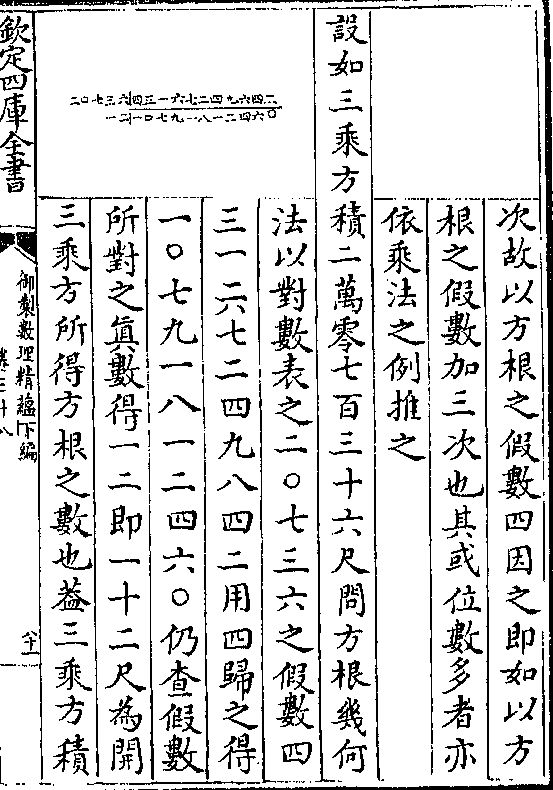 次故以方根之假數四因之即如以方
根之假數加三次也其或位數多者亦
依乘法之例推之
設如三乘方積二萬零七百三十六尺問方根幾何
法以對數表之二〇七三六之假數四
三一六七二四九八四二用四歸之得
一〇七九一八一二四六〇仍查假數
所對之眞數得一二即一十二尺為開
三乘方所得方根之數也葢三乘方積
二〇七三六四三一六七二四九八四二
一二一〇七九一八一二四六〇
欽定四庫全書
御製數理精蘊下編
卷三十八